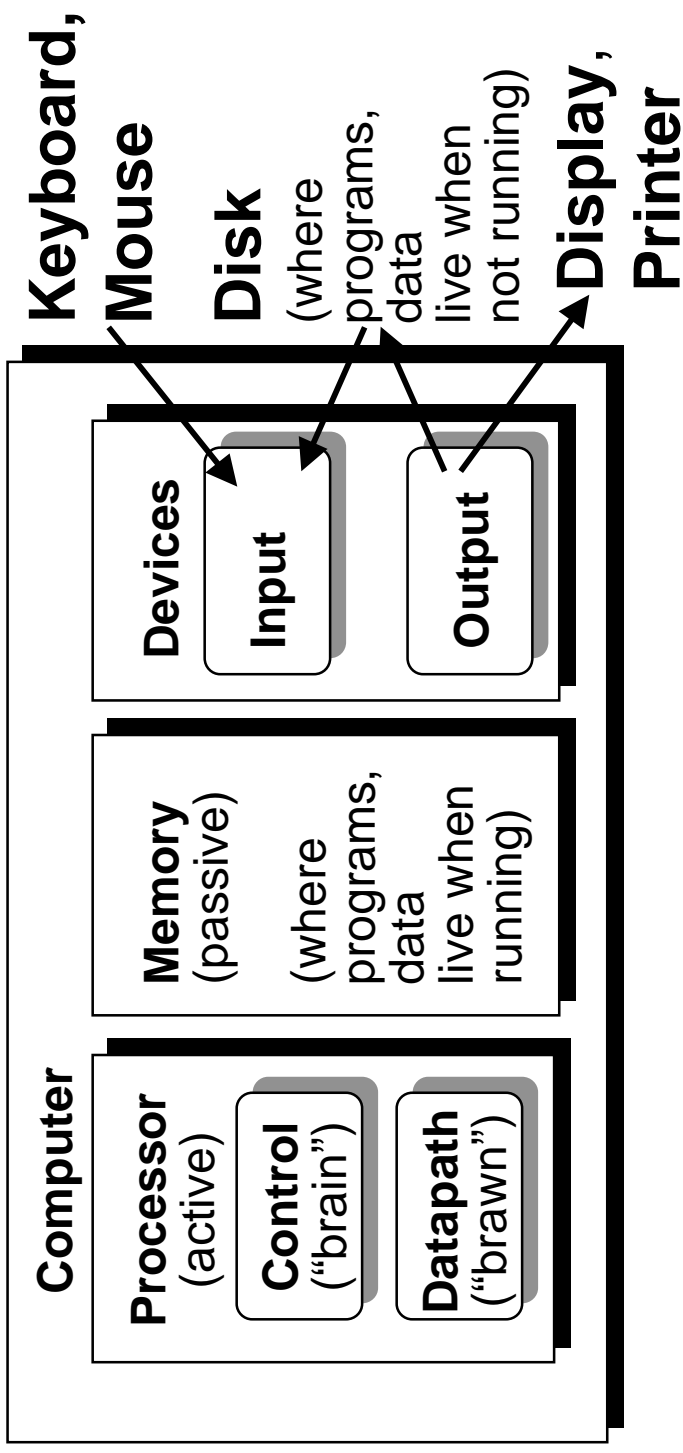 Computer
Processor
(active)
Control
(“brain”)
Datapath
(“brawn”)
Memory
(passive)
(where
programs,
data
live when
running)
Devices
Input
Output
Keyboard,
Mouse
Disk
(where
programs,
data
live when
not running)
Display,
Printer